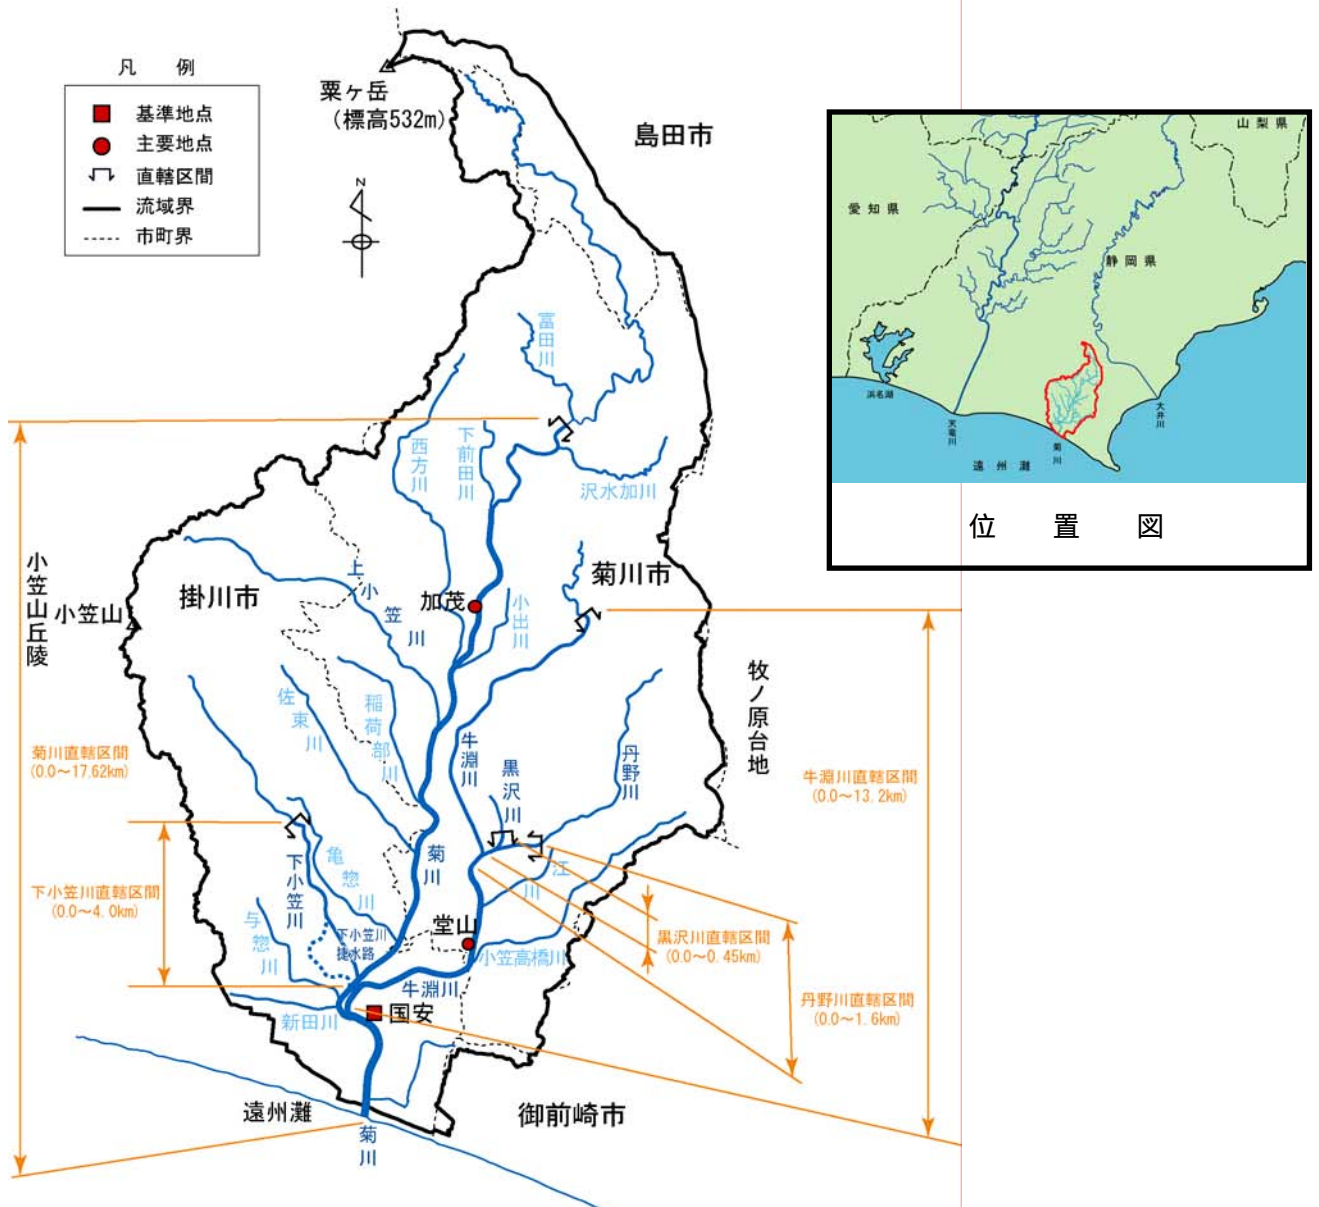 凡 例
基準地点
主要地点
直轄区間
流域界
市町界
粟ヶ岳
(標高532m)
島田市
N
富田川
西方川
下前田川
沢水加川
菊川市
掛川市
上小笠川
加茂
小出川
小笠山丘陵
小笠山
牧ノ原台地
佐東川
稲荷部川
牛淵川
黒沢川
丹野川
菊川直轄区間
(0.0〜17.62km)
牛淵川直轄区間
(0.0〜13.2km)
下小笠川
亀惣川
菊川
江川
下小笠川直轄区間
(0.0〜4.0km)
与惣川
下小笠川
捷水路
堂山
小笠高橋川
黒沢川直轄区間
(0.0〜0.45km)
牛淵川
丹野川直轄区間
(0.0〜1.6km)
新田川
国安
遠州灘
御前崎市
菊川
山梨県
愛知県
静岡県
浜名湖
天竜川
菊川
大井川
遠州灘
位 置 図